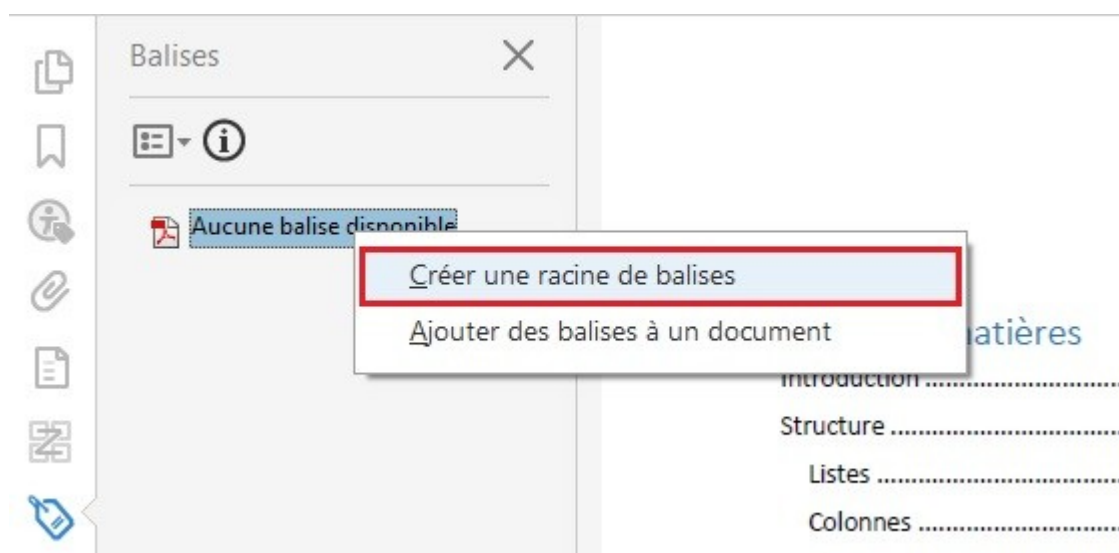 Balises
Aucune balise disponible
Créer une racine de balises
Ajouter des balises à un document
atières
Introduction
Structure
Listes
Colonnes